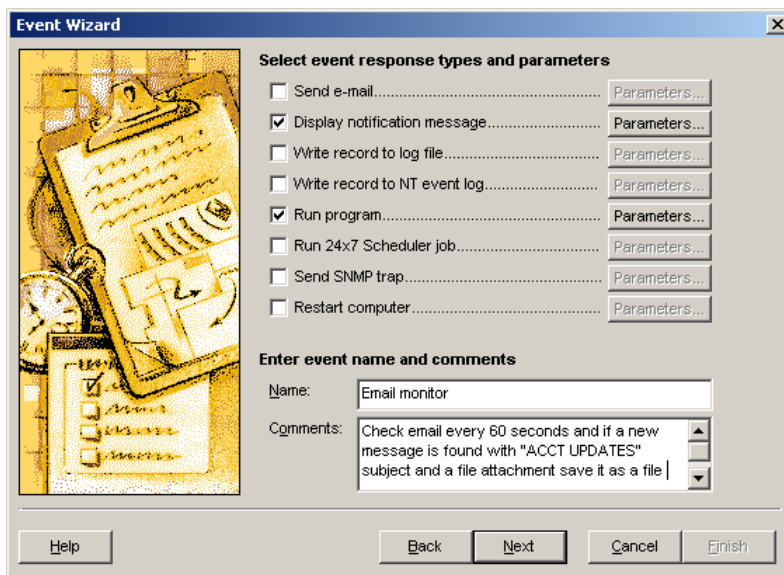 Event Wizard
Select event response types and parameters
Send e-mail.......................................................... Parameters...
Display notification message............................. Parameters...
Write record to log file........................................ Parameters...
Write record to NT event log.............................. Parameters...
Run program........................................................ Parameters...
Run 24x7 Scheduler job..................................... Parameters...
Send SNMP trap.................................................. Parameters...
Restart computer................................................. Parameters...
Enter event name and comments
Name: Email monitor
Comments: Check email every 60 seconds and if a new
message is found with "ACCT UPDATES"
subject and a file attachment save it as a file
Help Back Next Cancel Finish